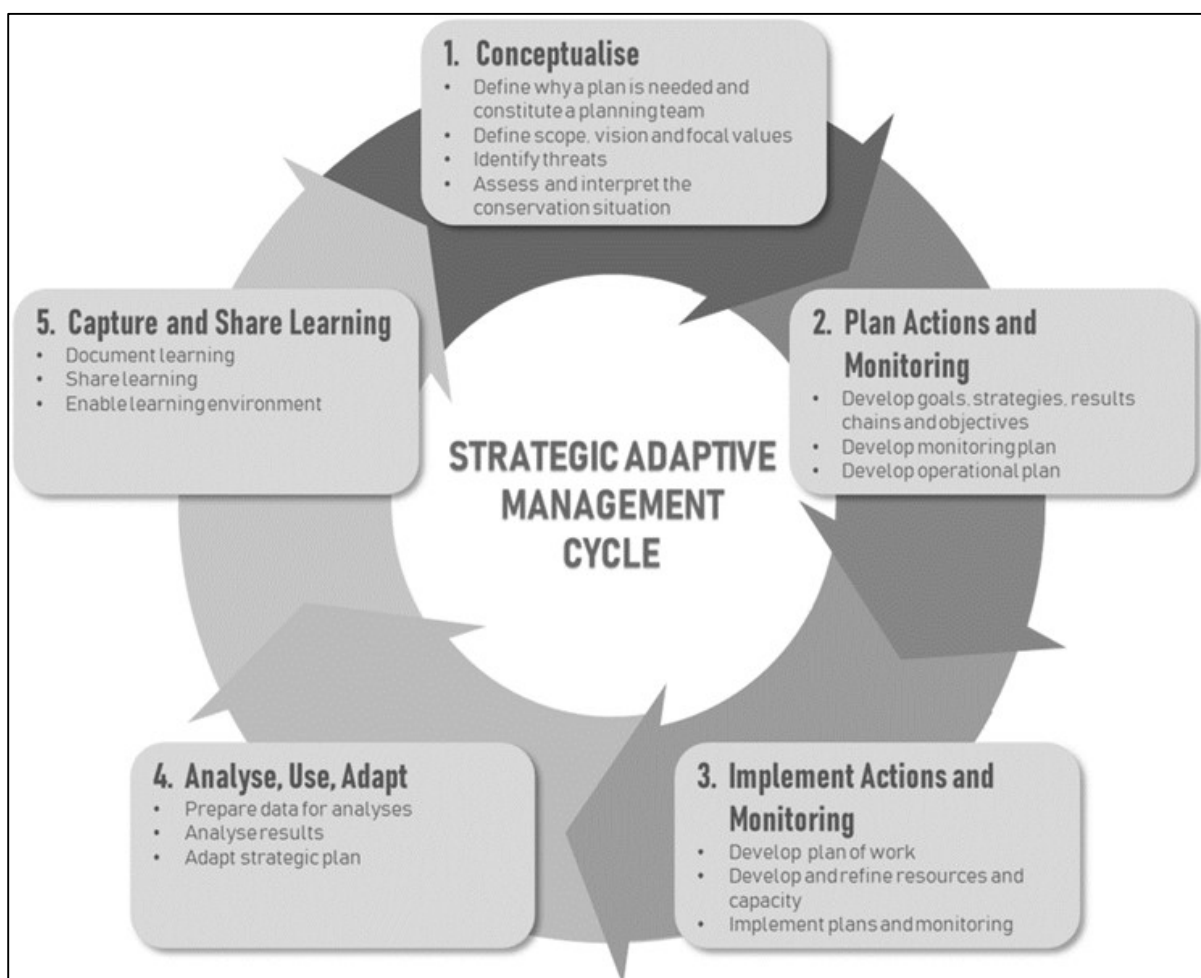 1. Conceptualise
• Define why a plan is needed and
constitute a planning team
• Define scope, vision and focal values
• Identify threats
• Assess and interpret the
conservation situation
2. Plan Actions and
Monitoring
• Develop goals, strategies, results
chains and objectives
• Develop monitoring plan
• Develop operational plan
3. Implement Actions and
Monitoring
• Develop plan of work
• Develop and refine resources and
capacity
• Implement plans and monitoring
4. Analyse, Use, Adapt
• Prepare data for analyses
• Analyse results
• Adapt strategic plan
5. Capture and Share Learning
• Document learning
• Share learning
• Enable learning environment
STRATEGIC ADAPTIVE
MANAGEMENT
CYCLE